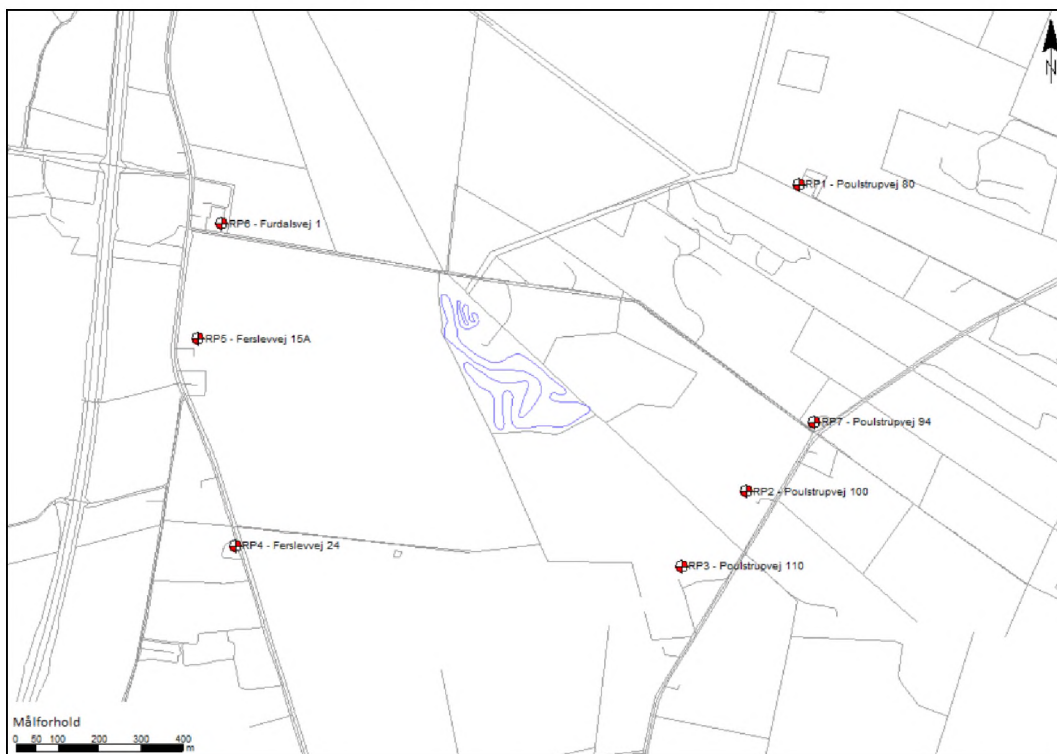 N
RP1 - Poulstrupvej 80
RP6 - Furdalsvej 1
RP5 - Ferslevvej 15A
RP7 - Poulstrupvej 94
RP2 - Poulstrupvej 100
RP4 - Ferslevvej 24
RP3 - Poulstrupvej 110
Målforhold
0 50 100 200 300 400
m